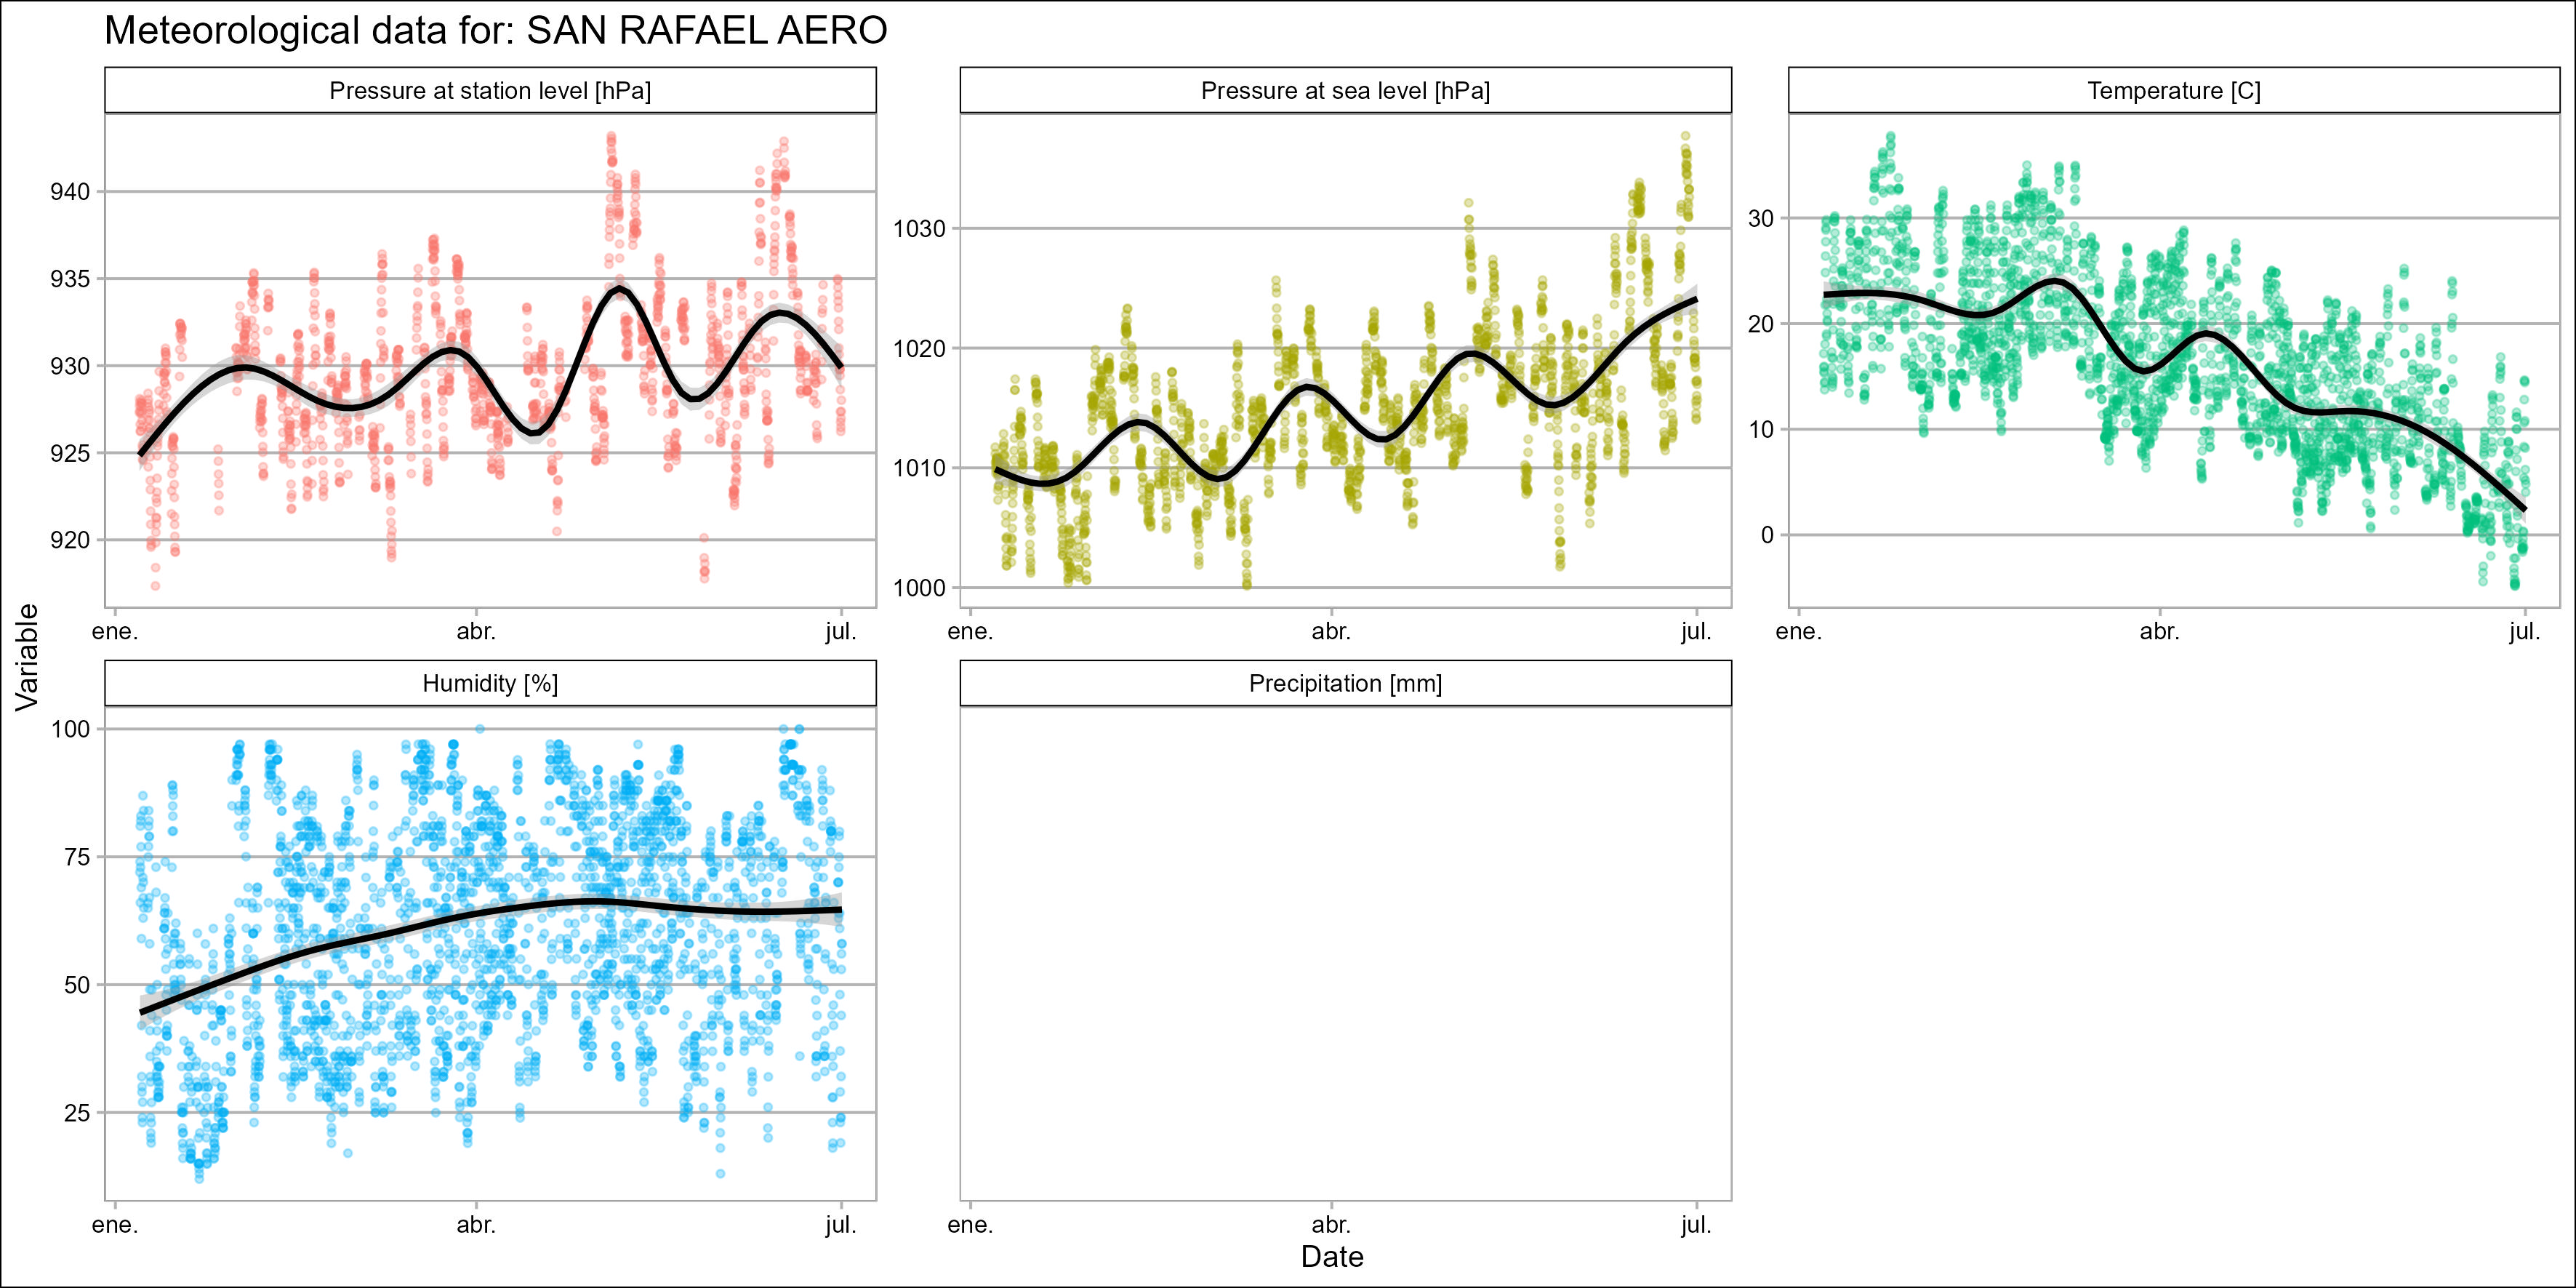 Meteorological data for: SAN RAFAEL AERO
Pressure at station level [hPa]
Pressure at sea level [hPa]
Temperature [C]
940
935
930
925
920
ene.
abr.
jul.
1030
1020
1010
1000
ene.
abr.
jul.
30
20
10
0
ene.
abr.
jul.
Variable
Humidity [%]
Precipitation [mm]
100
75
50
25
ene.
abr.
jul.
ene.
abr.
jul.
Date